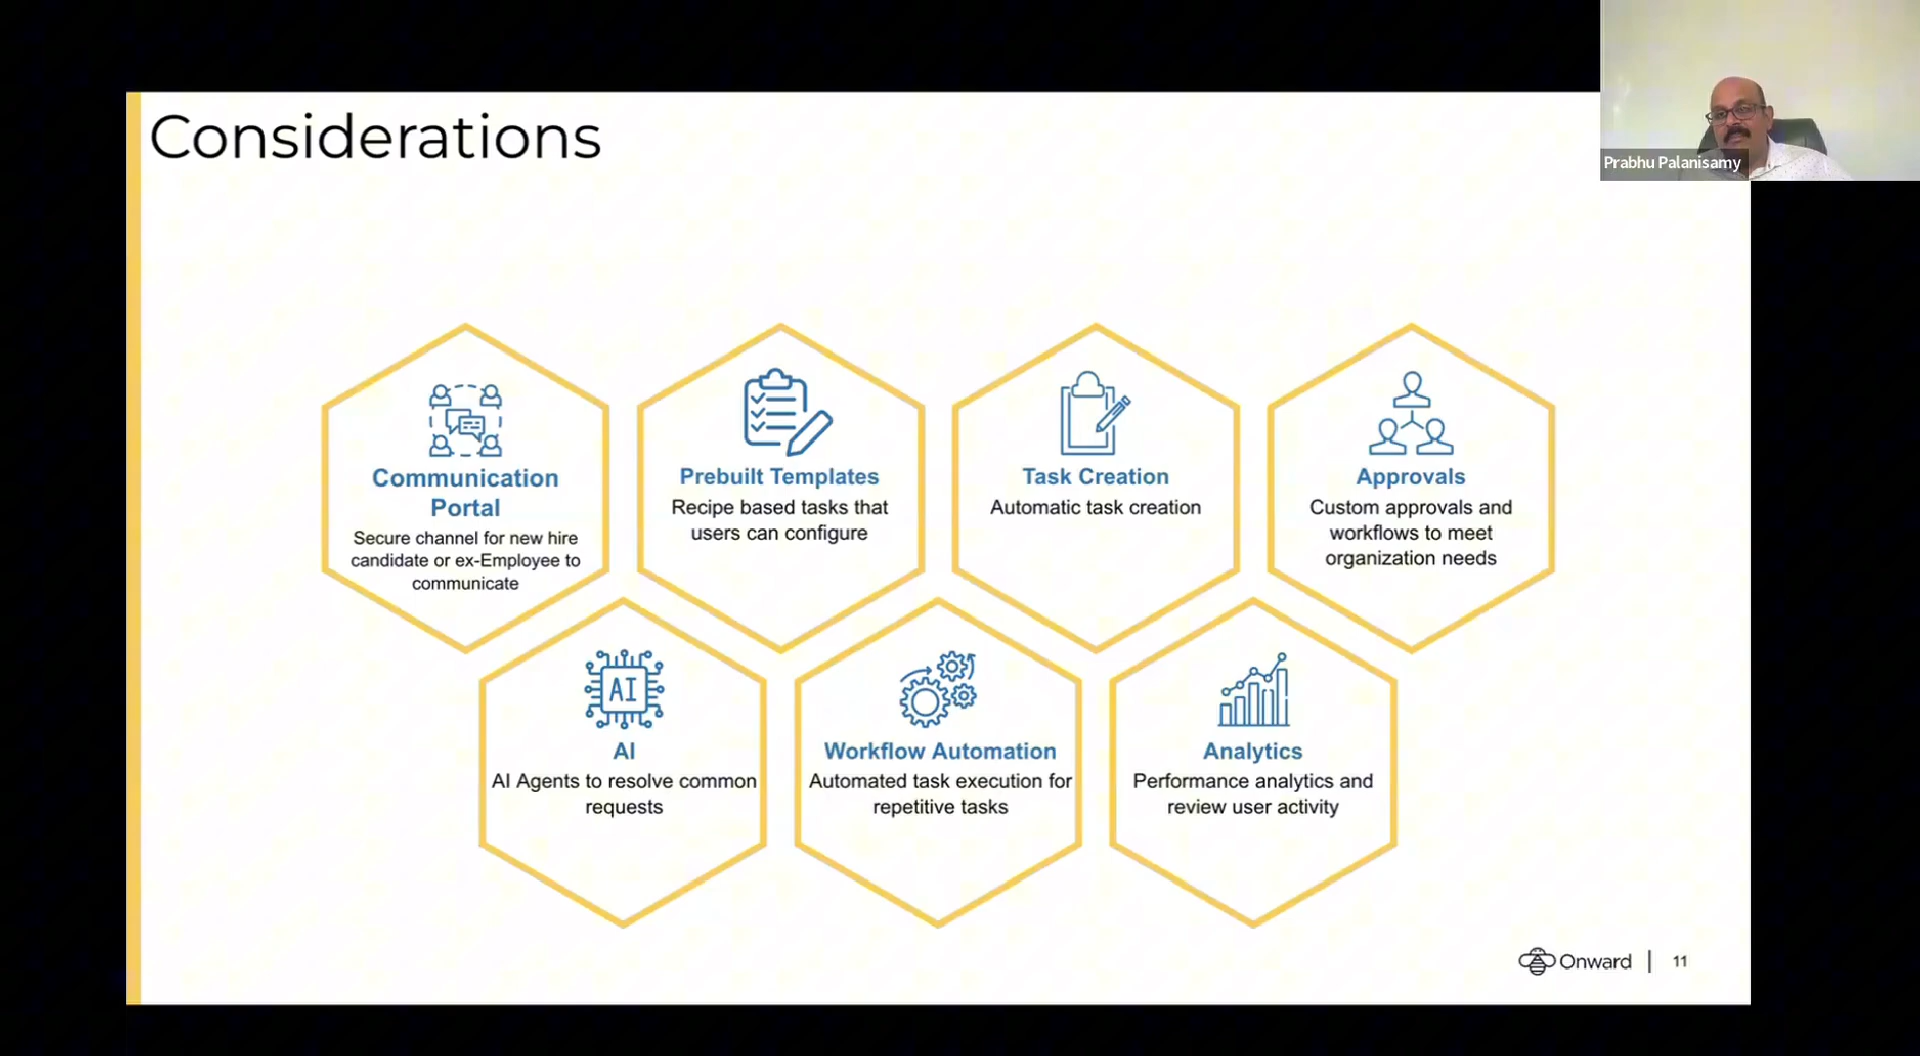 Considerations
Prabhu Palanisamy
Communication
Portal
Secure channel for new hire
candidate or ex-Employee to
communicate
Prebuilt Templates
Recipe based tasks that
users can configure
Task Creation
Automatic task creation
Approvals
Custom approvals and
workflows to meet
organization needs
AI
AI
AI Agents to resolve common
requests
Workflow Automation
Automated task execution for
repetitive tasks
Analytics
Performance analytics and
review user activity
Onward | 11